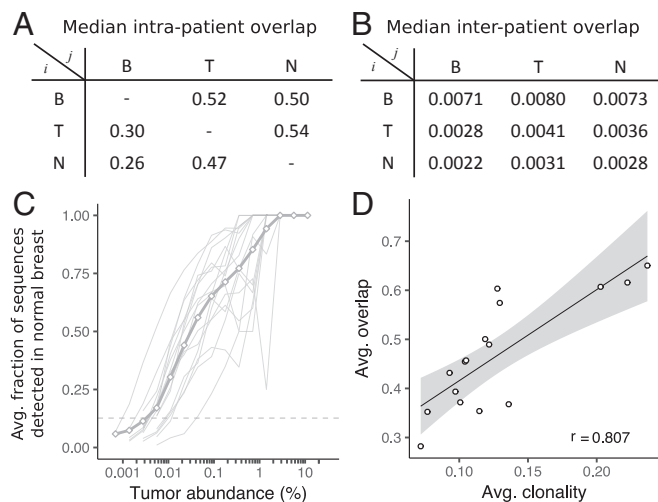 A Median intra-patient overlap
i j B T N
B - 0.52 0.50
T 0.30 - 0.54
N 0.26 0.47 -
B Median inter-patient overlap
i j B T N
B 0.0071 0.0080 0.0073
T 0.0028 0.0041 0.0036
N 0.0022 0.0031 0.0028
C
Avg. fraction of sequences
detected in normal breast
1.00
0.75
0.50
0.25
0.00
0.001 0.01 0.1 1 10
Tumor abundance (%)
D
Avg. overlap
0.7
0.6
0.5
0.4
0.3
r = 0.807
0.10 0.15 0.20
Avg. clonality